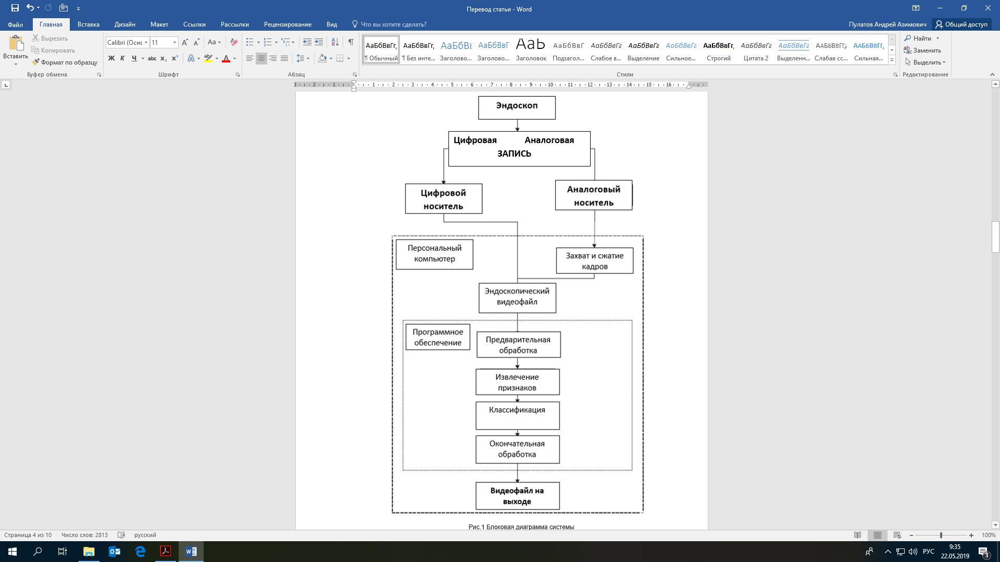 Перевод статьи - Word
Файл Главная Вставка Дизайн Макет Ссылки Рассылки Рецензирование Вид Что вы хотите сделать? Пулатов Андрей Азимович Общий доступ
Вставить
Вырезать
Копировать
Формат по образцу
Буфер обмена
Calibri (Осно 11
Ж К Ч abc x₂ x²
Шрифт
Абзац
АаБбВвГг, АаБбВвГг, АаБбВ АаБбВвГ АаЬ АаБбВвГ АаБбВвГг АаБбВвГг АаБбВвГг АаБбВвГг, АаБбВвГг АаБбВвГг ААБбВвГг, ААБбВвГг,
¶ Обычный ¶ Без инте... Заголово... Заголово... Заголовок Подзагол... Слабое в... Выделение Сильное... Строгий Цитата 2 Выделенн... Слабая сс... Сильная...
Стили
Найти
Заменить
Выделить
Редактирование
3 2 1 1 2 3 4 5 6 7 8 9 10 11 12 13 14 15 16
Эндоскоп
Цифровая Аналоговая
ЗАПИСЬ
Цифровой
носитель
Аналоговый
носитель
Персональный
компьютер
Захват и сжатие
кадров
Эндоскопический
видеофайл
Программное
обеспечение
Предварительная
обработка
Извлечение
признаков
Классификация
Окончательная
обработка
Видеофайл на
выходе
Рис.1 Блоковая диаграмма системы
Страница 4 из 10 Число слов: 2813 русский 100%
РУС
9:35
22.05.2019
3